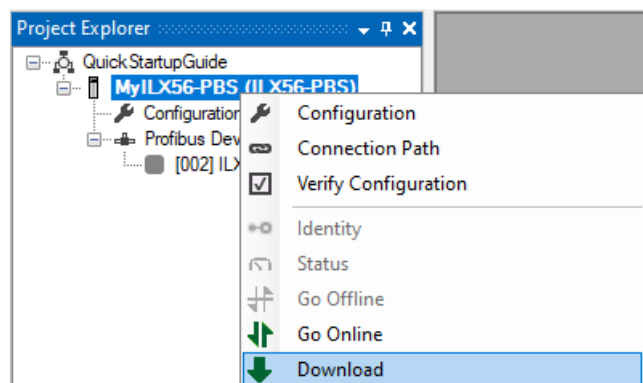 Project Explorer
QuickStartupGuide
MyILX56-PBS (ILX56-PBS)
Configuration
Profibus Dev
[002] ILX
Configuration
Connection Path
Verify Configuration
Identity
Status
Go Offline
Go Online
Download